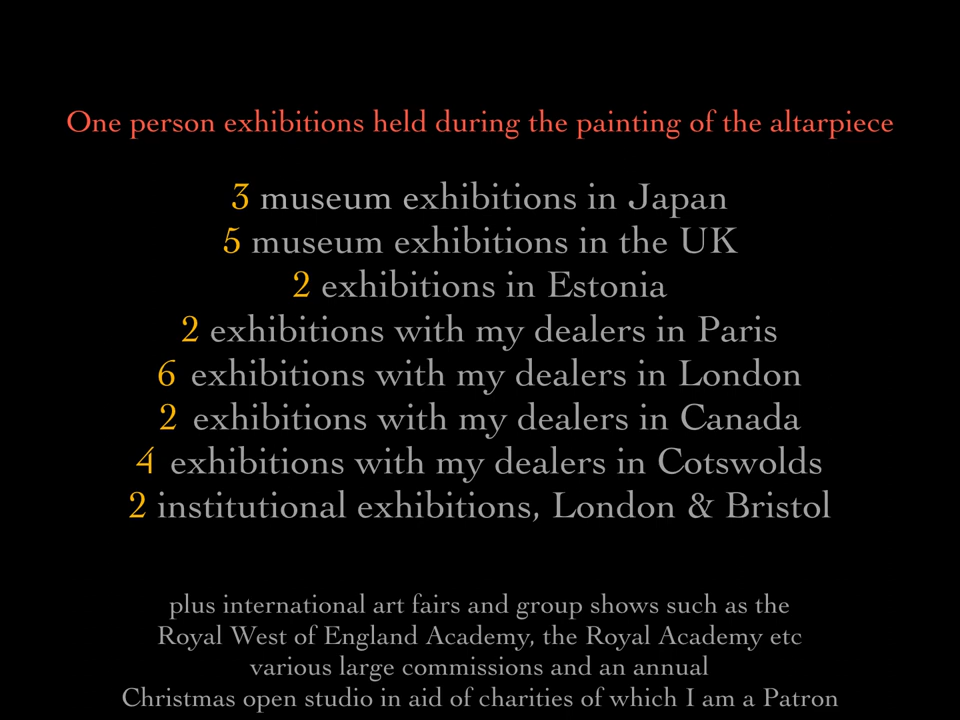 One person exhibitions held during the painting of the altarpiece
3 museum exhibitions in Japan
5 museum exhibitions in the UK
2 exhibitions in Estonia
2 exhibitions with my dealers in Paris
6 exhibitions with my dealers in London
2 exhibitions with my dealers in Canada
4 exhibitions with my dealers in Cotswolds
2 institutional exhibitions, London & Bristol
plus international art fairs and group shows such as the
Royal West of England Academy, the Royal Academy etc
various large commissions and an annual
Christmas open studio in aid of charities of which I am a Patron